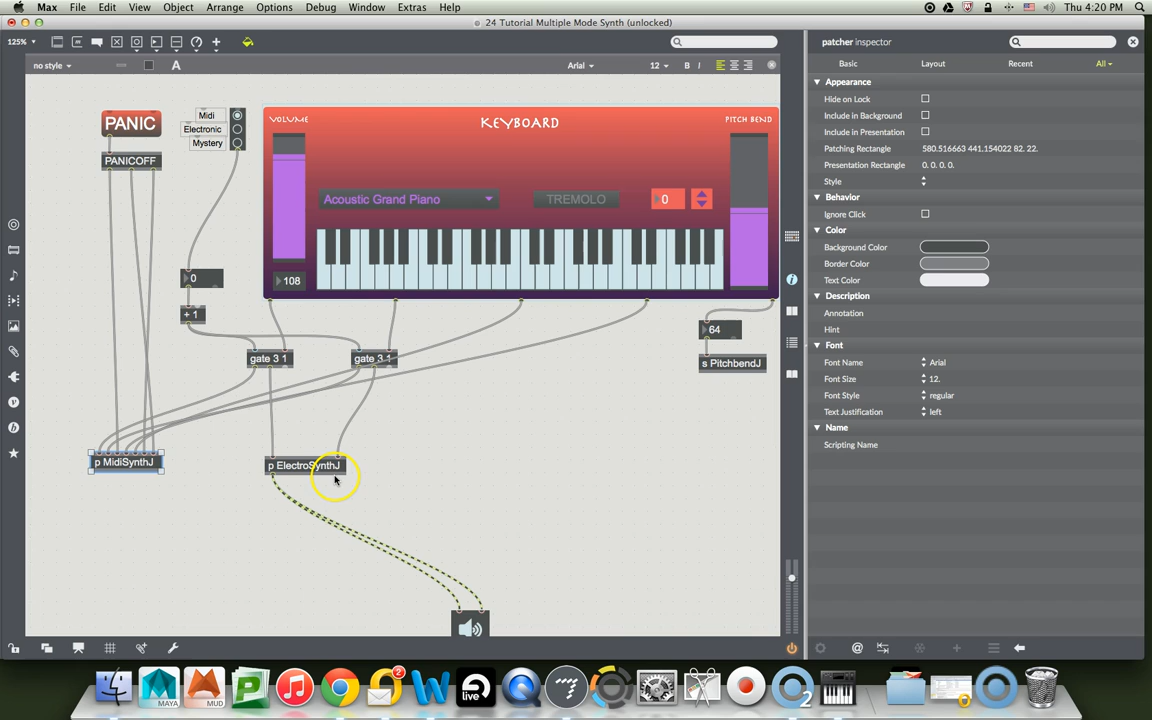 Max File Edit View Object Arrange Options Debug Window Extras Help Thu 4:20 PM
24 Tutorial Multiple Mode Synth (unlocked)
125%
patcher inspector
no style
A
Arial
12
B I
Basic Layout Recent All
PANIC
Midi
Electronic
Mystery
PANICOFF
VOLUME
KEYBOARD
PITCH BEND
Acoustic Grand Piano
TREMOLO
0
108
0
+ 1
64
gate 3 1
gate 3 1
s PitchbendJ
p MidiSynthJ
p ElectroSynthJ
Appearance
Hide on Lock
Include in Background
Include in Presentation
Patching Rectangle 580.516663 441.154022 82. 22.
Presentation Rectangle 0. 0. 0. 0.
Style
Behavior
Ignore Click
Color
Background Color
Border Color
Text Color
Description
Annotation
Hint
Font
Font Name Arial
Font Size 12.
Font Style regular
Text Justification left
Name
Scripting Name
MAYA
MUD
live
2
2